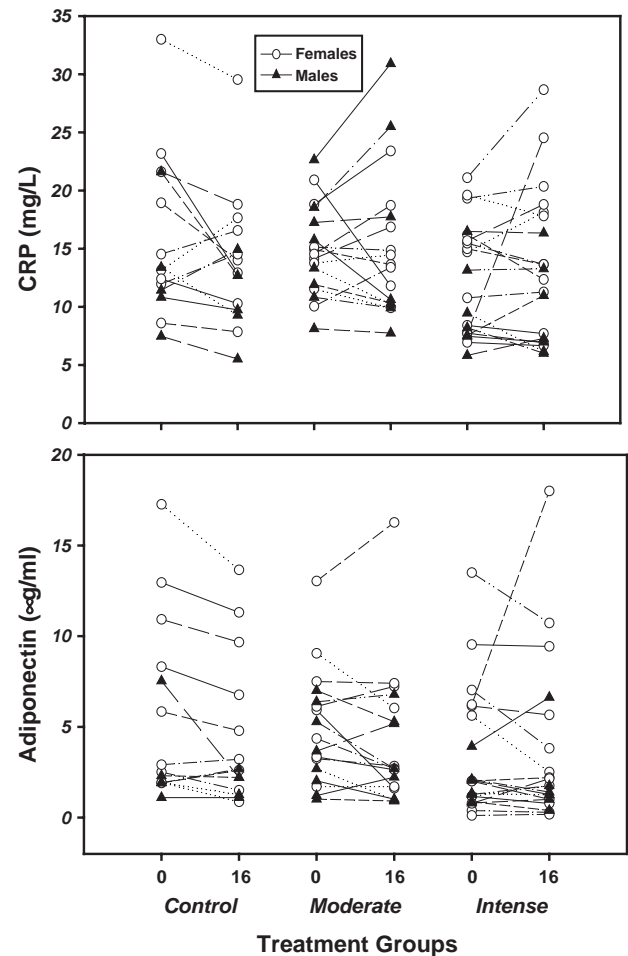 35
30
25
20
15
10
5
0
CRP (mg/L)
Females
Males
20
15
10
5
0
Adiponectin (∝g/ml)
0 16 0 16 0 16
Control Moderate Intense
Treatment Groups